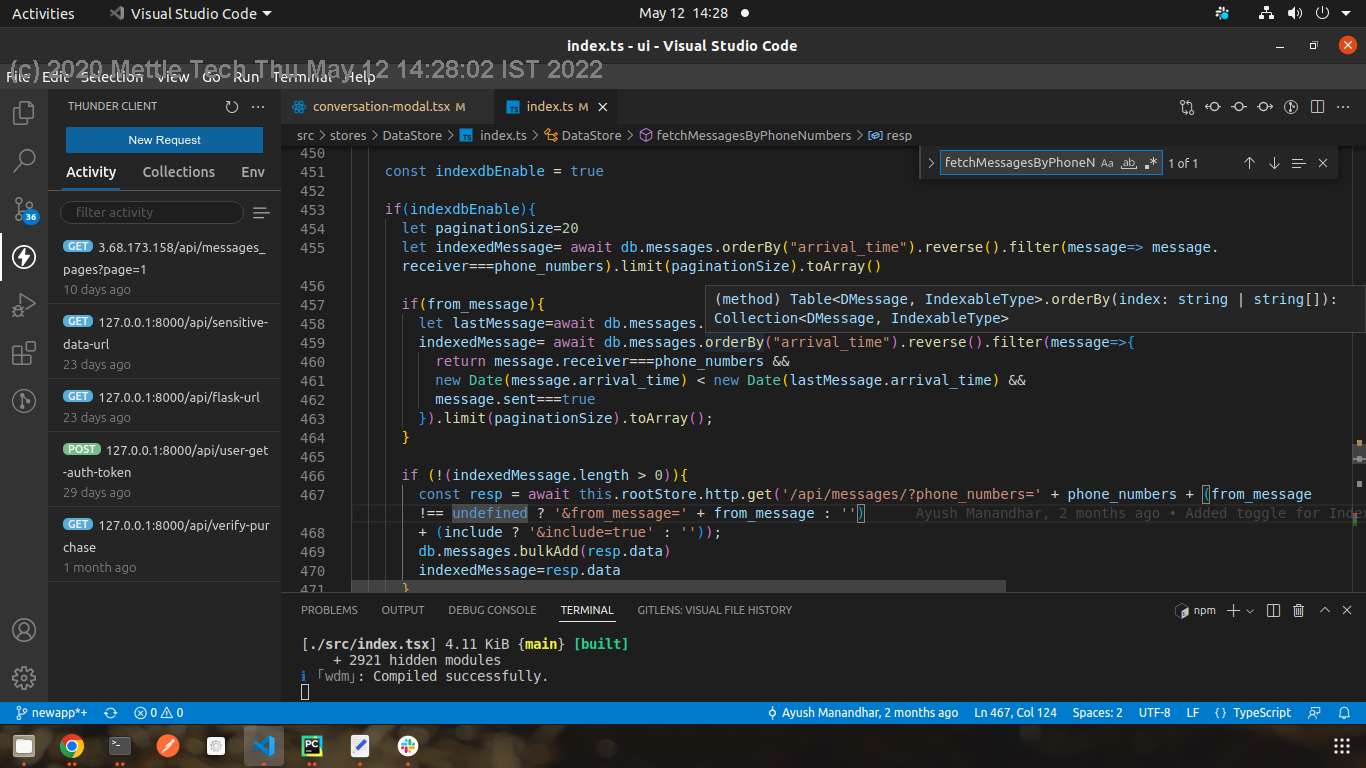 Activities
Visual Studio Code
May 12 14:28
index.ts - ui - Visual Studio Code
File Edit Selection View Go Run Terminal Help
(c) 2020 Mettle Tech Thu May 12 14:28:02 IST 2022
THUNDER CLIENT
New Request
Activity Collections Env
filter activity
GET 3.68.173.158/api/messages_
pages?page=1
10 days ago
GET 127.0.0.1:8000/api/sensitive-
data-url
23 days ago
GET 127.0.0.1:8000/api/flask-url
23 days ago
POST 127.0.0.1:8000/api/user-get
-auth-token
29 days ago
GET 127.0.0.1:8000/api/verify-pur
chase
1 month ago
36
conversation-modal.tsx M
TS index.ts M
src > stores > DataStore > TS index.ts > DataStore > fetchMessagesByPhoneNumbers > resp
fetchMessagesByPhoneN Aa ab .* 1 of 1
450
451 const indexdbEnable = true
452
453 if(indexdbEnable){
454 let paginationSize=20
455 let indexedMessage= await db.messages.orderBy("arrival_time").reverse().filter(message=> message.
receiver===phone_numbers).limit(paginationSize).toArray()
456
457 if(from_message){
(method) Table<DMessage, IndexableType>.orderBy(index: string | string[]):
Collection<DMessage, IndexableType>
458 let lastMessage=await db.messages.
459 indexedMessage= await db.messages.orderBy("arrival_time").reverse().filter(message=>{
460 return message.receiver===phone_numbers &&
461 new Date(message.arrival_time) < new Date(lastMessage.arrival_time) &&
462 message.sent===true
463 }).limit(paginationSize).toArray();
464 }
465
466 if (!(indexedMessage.length > 0)){
467 const resp = await this.rootStore.http.get('/api/messages/?phone_numbers=' + phone_numbers + (from_message
!== undefined ? '&from_message=' + from_message : '') Ayush Manandhar, 2 months ago • Added toggle for Inde
468 + (include ? '&include=true' : ''));
469 db.messages.bulkAdd(resp.data)
470 indexedMessage=resp.data
471 }
PROBLEMS OUTPUT DEBUG CONSOLE TERMINAL GITLENS: VISUAL FILE HISTORY
npm
[./src/index.tsx] 4.11 KiB {main} [built]
+ 2921 hidden modules
ℹ ｢wdm｣: Compiled successfully.
newapp*+ 0 0
Ayush Manandhar, 2 months ago Ln 467, Col 124 Spaces: 2 UTF-8 LF {} TypeScript
PC